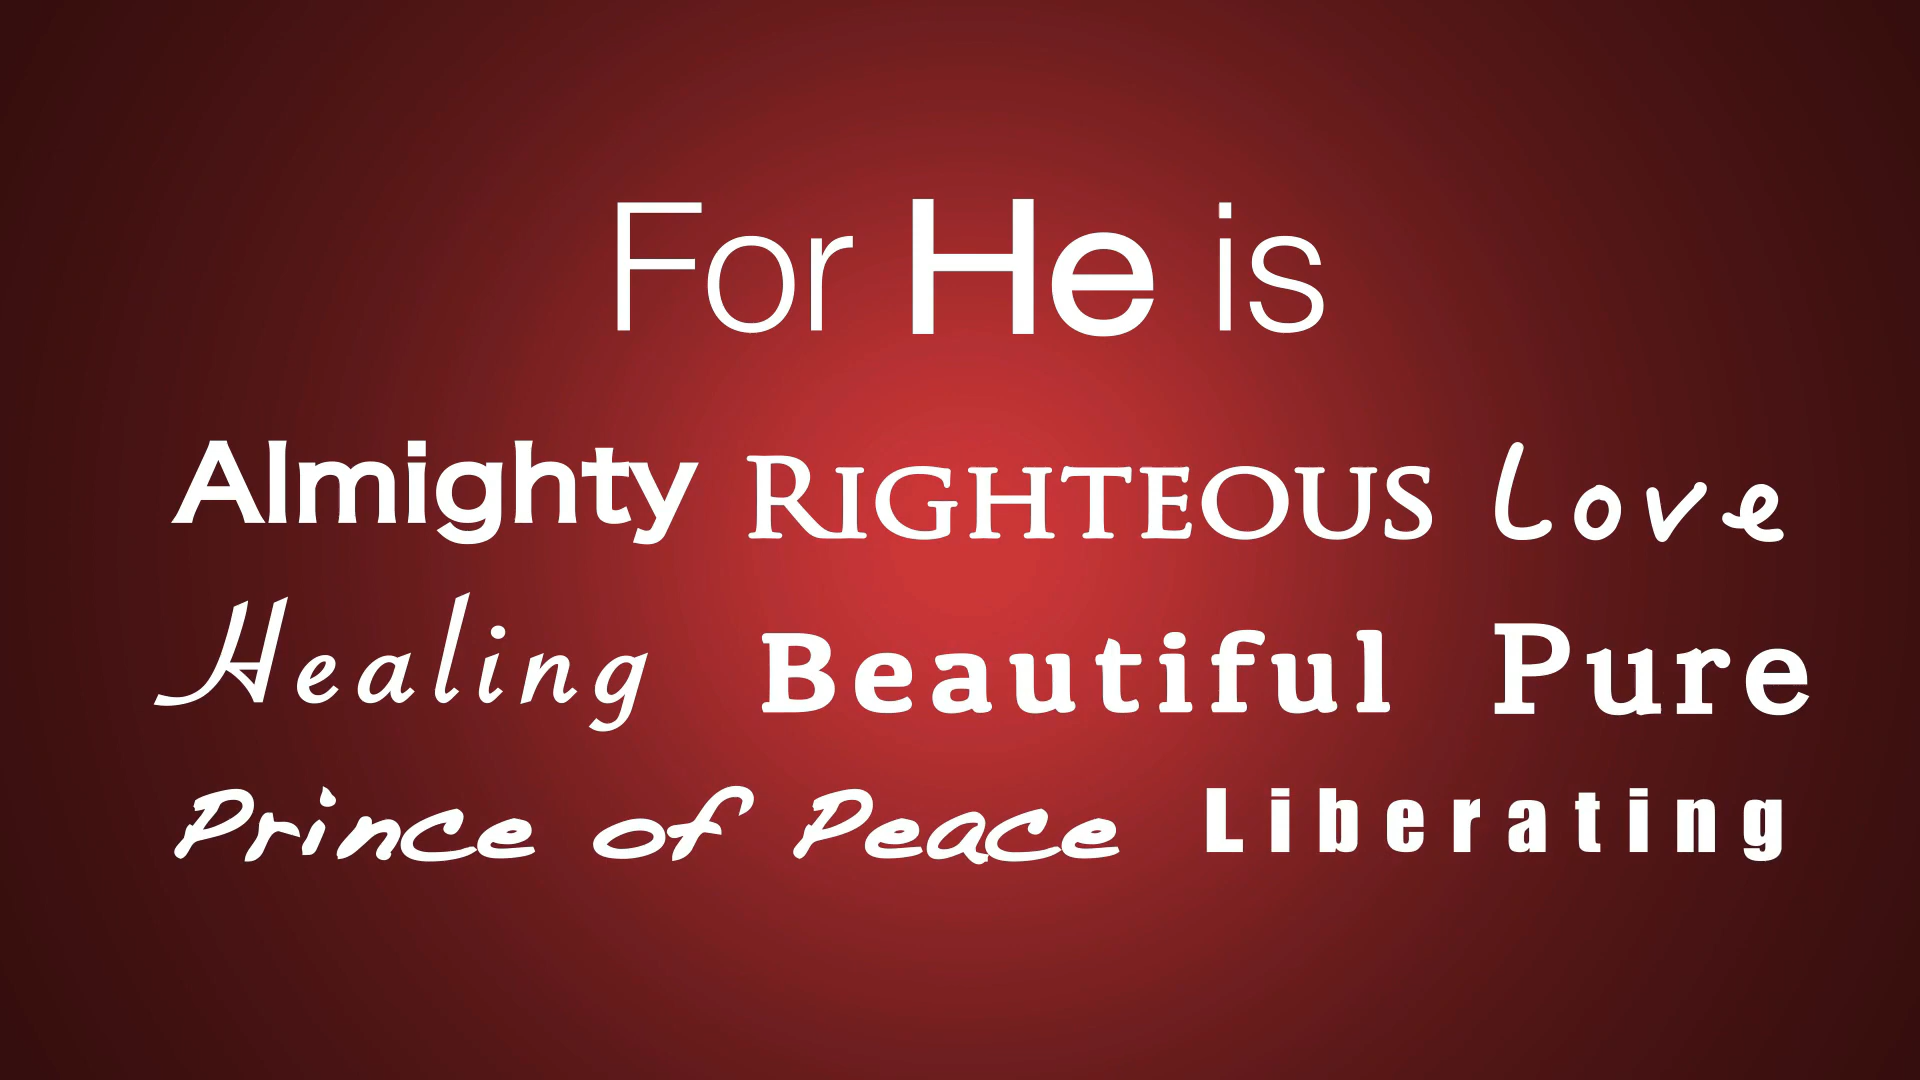 For He is
Almighty RIGHTEOUS Love
Healing Beautiful Pure
Prince of Peace Liberating